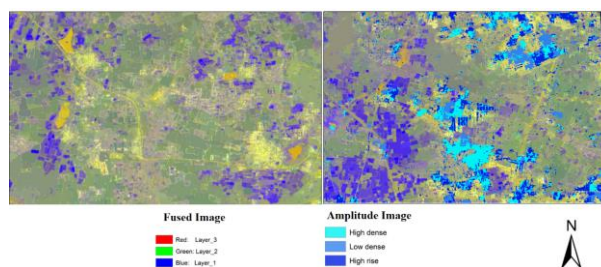 Fused Image
Red: Layer_3
Green: Layer_2
Blue: Layer_1
Amplitude Image
High dense
Low dense
High rise
N